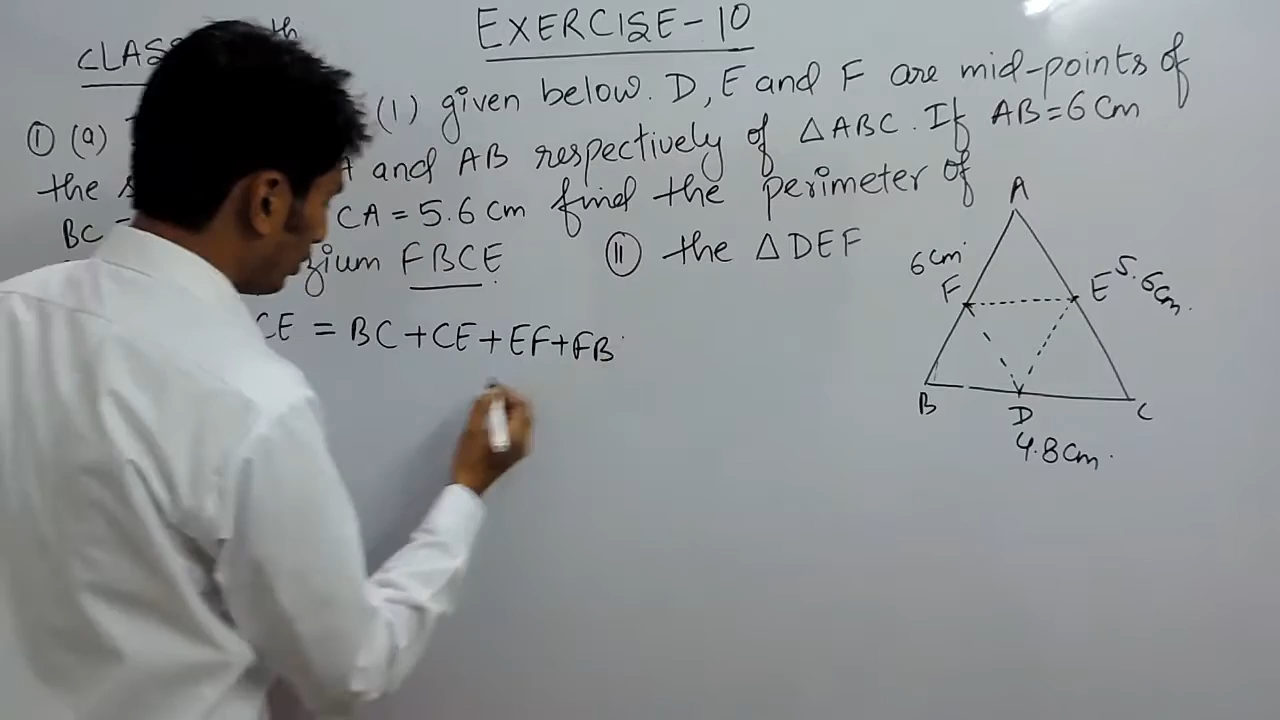 EXERCISE-10
CLASS th
① (a) (1) given below. D, E and F are mid-points of
the and AB respectively of △ABC. If AB=6cm
BC CA = 5.6 cm find the perimeter of
zium FBCE. ⑪ the △DEF
CE = BC+CE+EF+FB
A
6cm
F
E 5.6cm.
B
D
C
4.8cm.